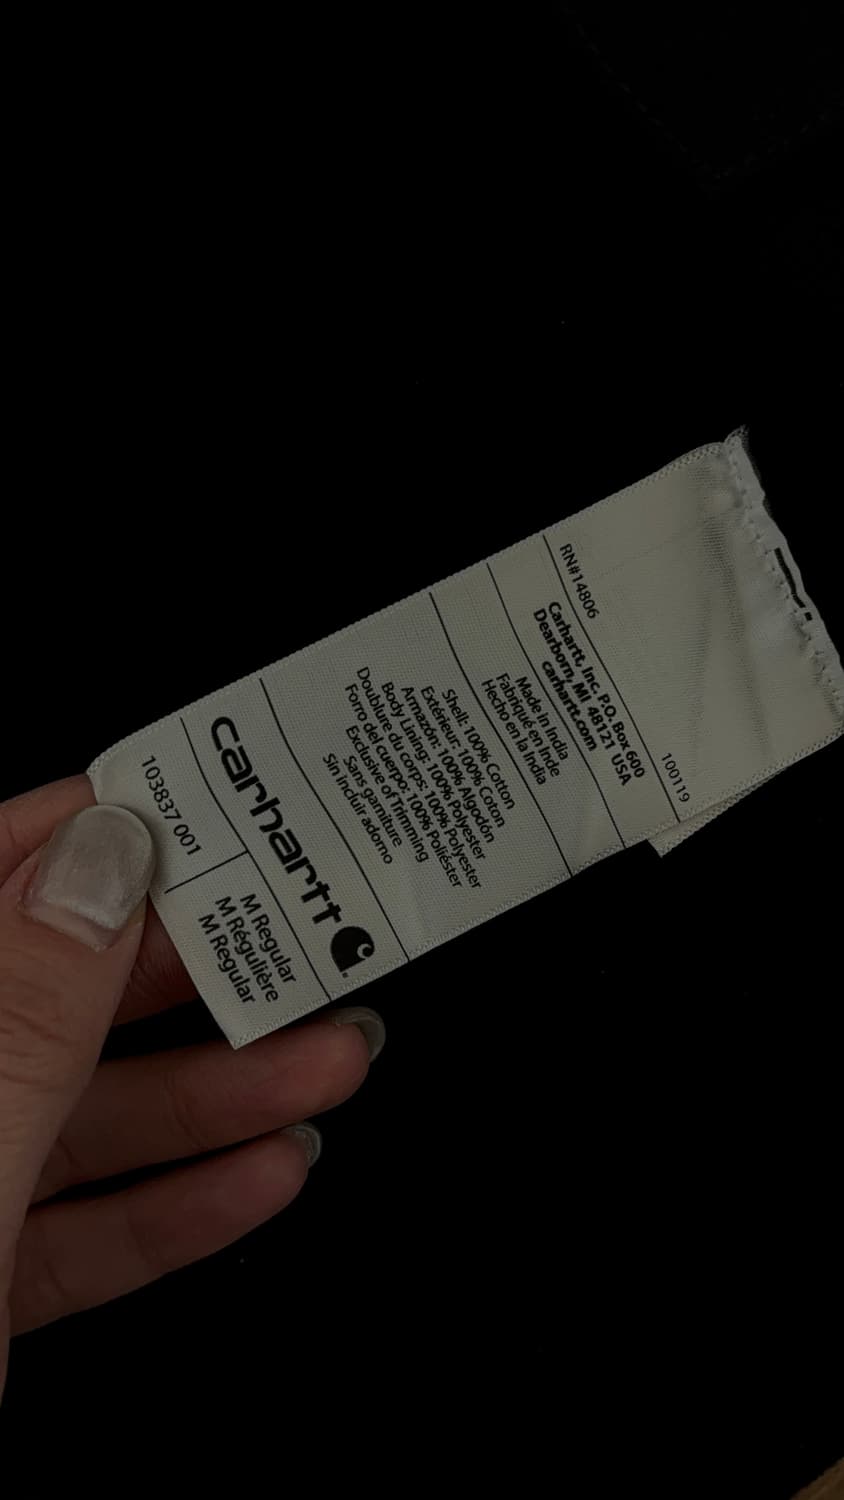 103837 001
M Regular
M Régulière
M Regular
carhartt
Shell: 100% Cotton
Extérieur: 100% Coton
Armazón: 100% Algodón
Body Lining: 100% Polyester
Doublure du corps: 100% Polyester
Forro del cuerpo: 100% Poliéster
Exclusive of Trimming
Sans garniture
Sin incluir adorno
Made in India
Fabriqué en Inde
Hecho en la India
Carhartt, Inc. P.O. Box 600
Dearborn, MI 48121 USA
carhartt.com
RN#14806
100119